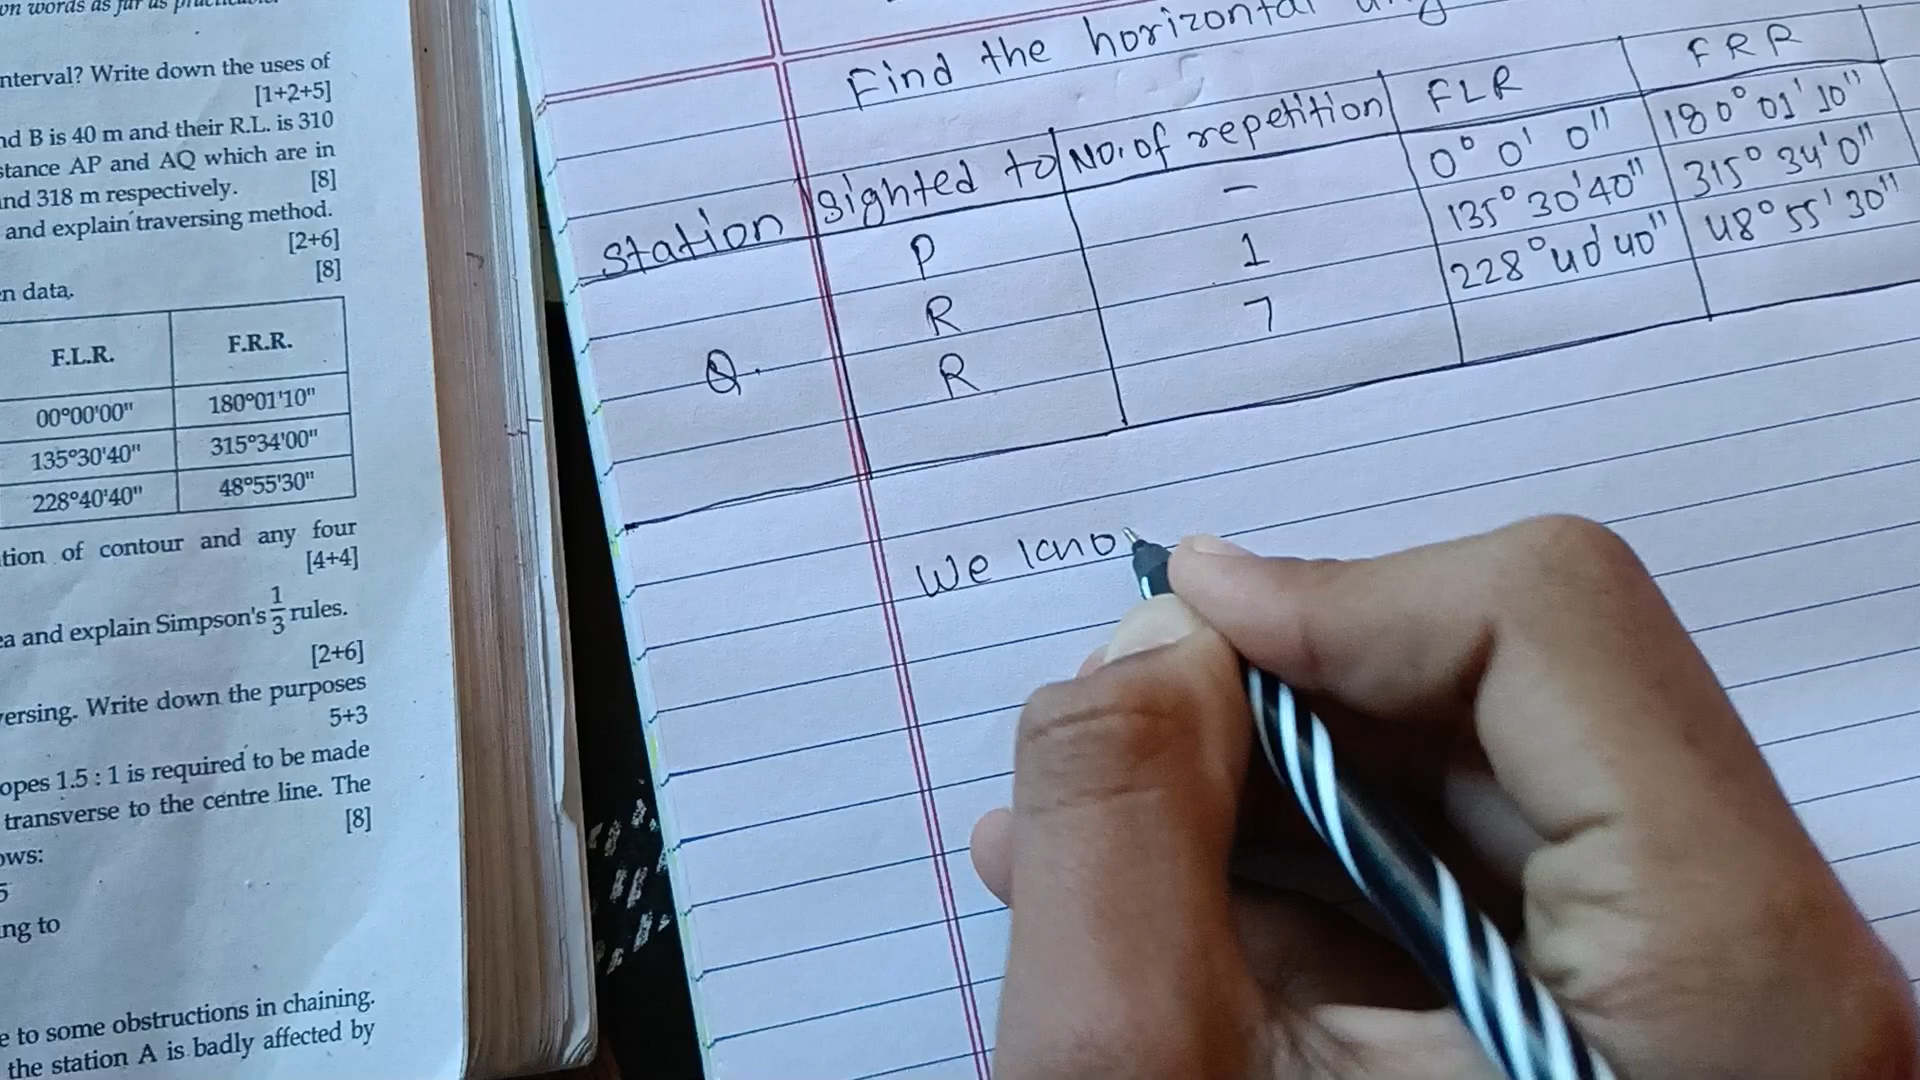 on words as far as
nterval? Write down the uses of
[1+2+5]
nd B is 40 m and their R.L. is 310
stance AP and AQ which are in
nd 318 m respectively. [8]
and explain traversing method.
[2+6]
[8]
n data.
F.L.R. F.R.R.
00°00'00" 180°01'10"
135°30'40" 315°34'00"
228°40'40" 48°55'30"
tion of contour and any four
[4+4]
ea and explain Simpson's 1/3 rules.
[2+6]
versing. Write down the purposes
5+3
opes 1.5 : 1 is required to be made
transverse to the centre line. The
[8]
ows:
5
ng to
e to some obstructions in chaining.
the station A is badly affected by
Find the horizontal
Station Sighted to No. of repetition FLR FRR
P - 0° 0' 0" 180° 01' 10"
R 1 135° 30' 40" 315° 34' 0"
Q. R 7 228° 40' 40" 48° 55' 30"
We kno